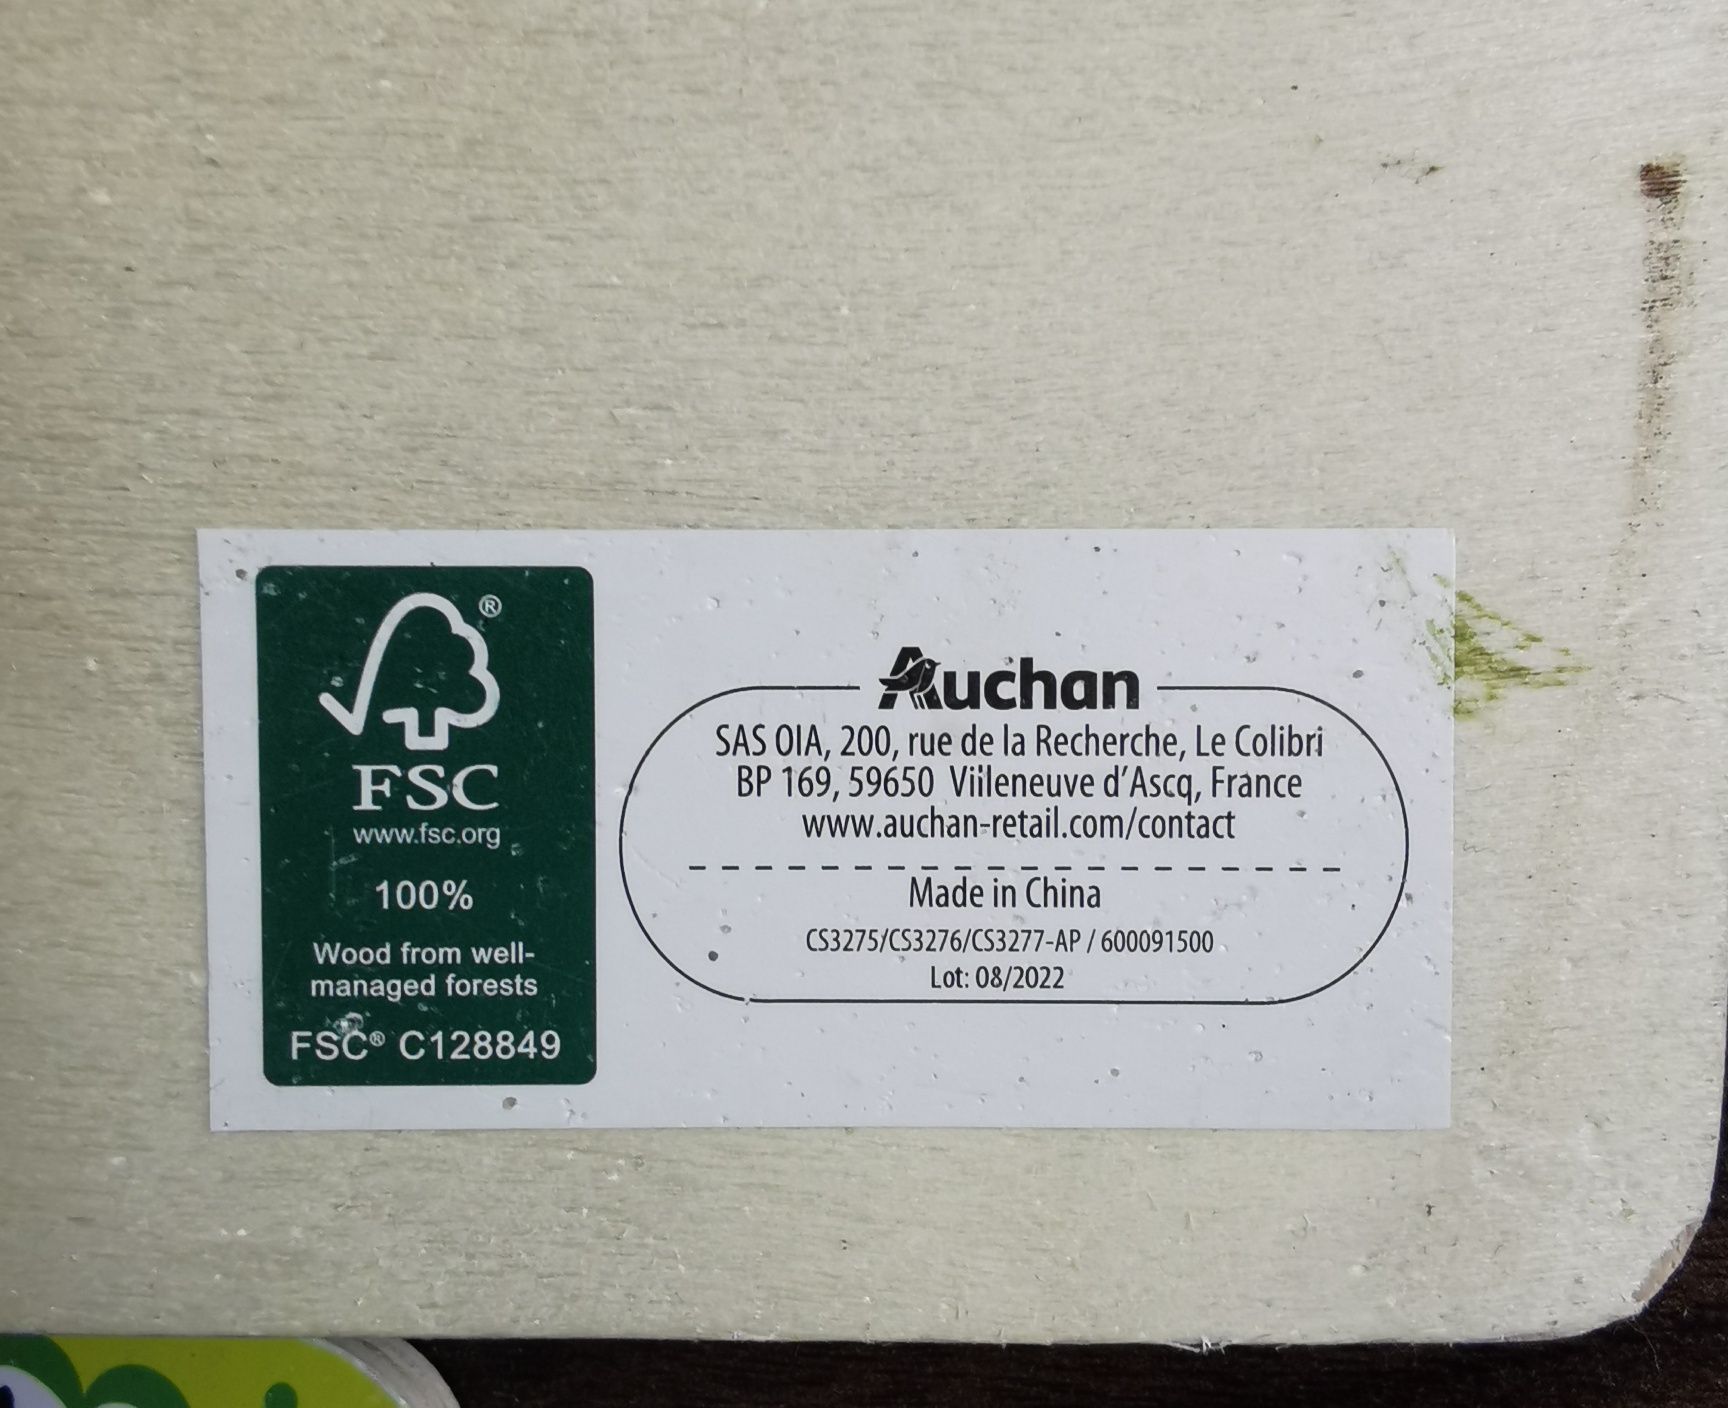 ®
FSC
www.fsc.org
100%
Wood from well-
managed forests
FSC® C128849
Auchan
SAS OIA, 200, rue de la Recherche, Le Colibri
BP 169, 59650 Villeneuve d'Ascq, France
www.auchan-retail.com/contact
Made in China
CS3275/CS3276/CS3277-AP / 600091500
Lot: 08/2022